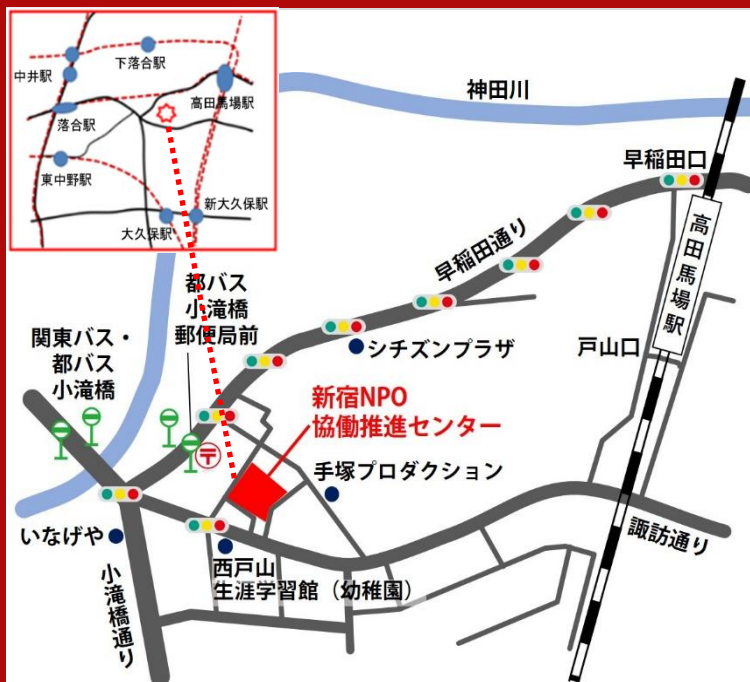 中井駅
下落合駅
高田馬場駅
落合駅
東中野駅
新大久保駅
大久保駅
神田川
早稲田口
高田馬場駅
早稲田通り
都バス
小滝橋
郵便局前
関東バス・
都バス
小滝橋
シチズンプラザ
戸山口
新宿NPO
協働推進センター
〒
手塚プロダクション
いなげや
西戸山
生涯学習館（幼稚園）
諏訪通り
小滝橋通り